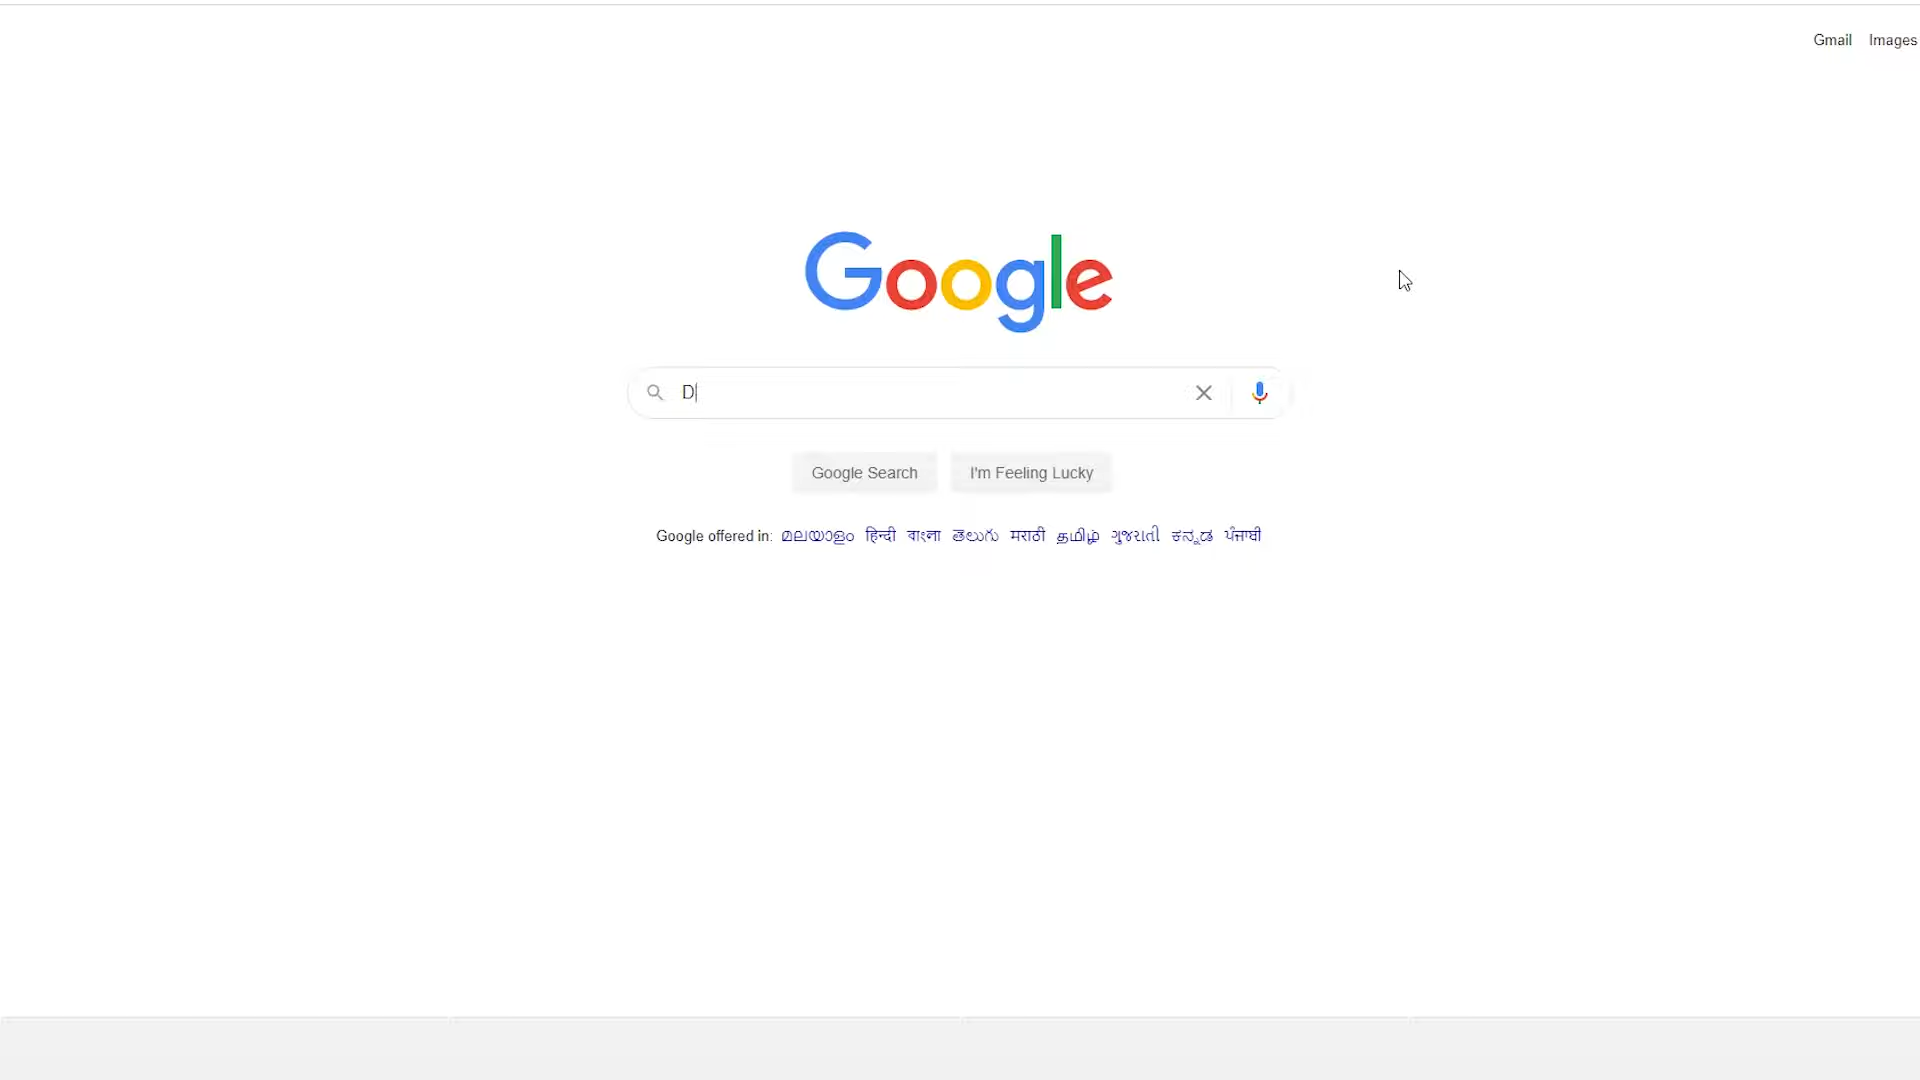 Gmail Images
Google
D
Google Search I'm Feeling Lucky
Google offered in: മലയാളം हिन्दी বাংলা తెలుగు मराठी தமிழ் ગુજરાતી ಕನ್ನಡ ਪੰਜਾਬੀ